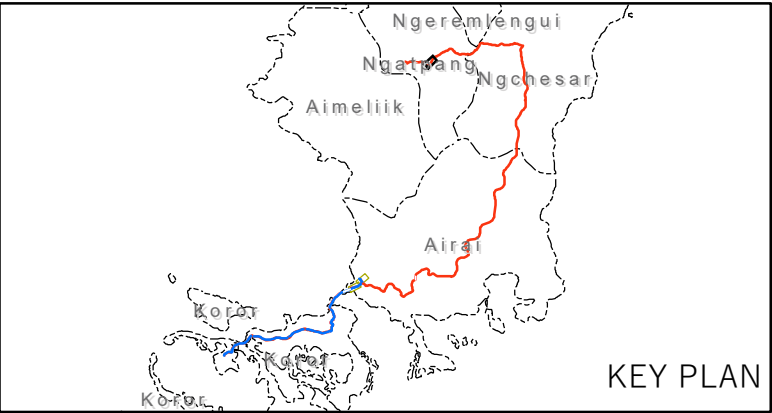 Ngeremlengui
Ngatpang
Ngchesar
Aimeliik
Airai
Koror
Koror
KEY PLAN
Koror